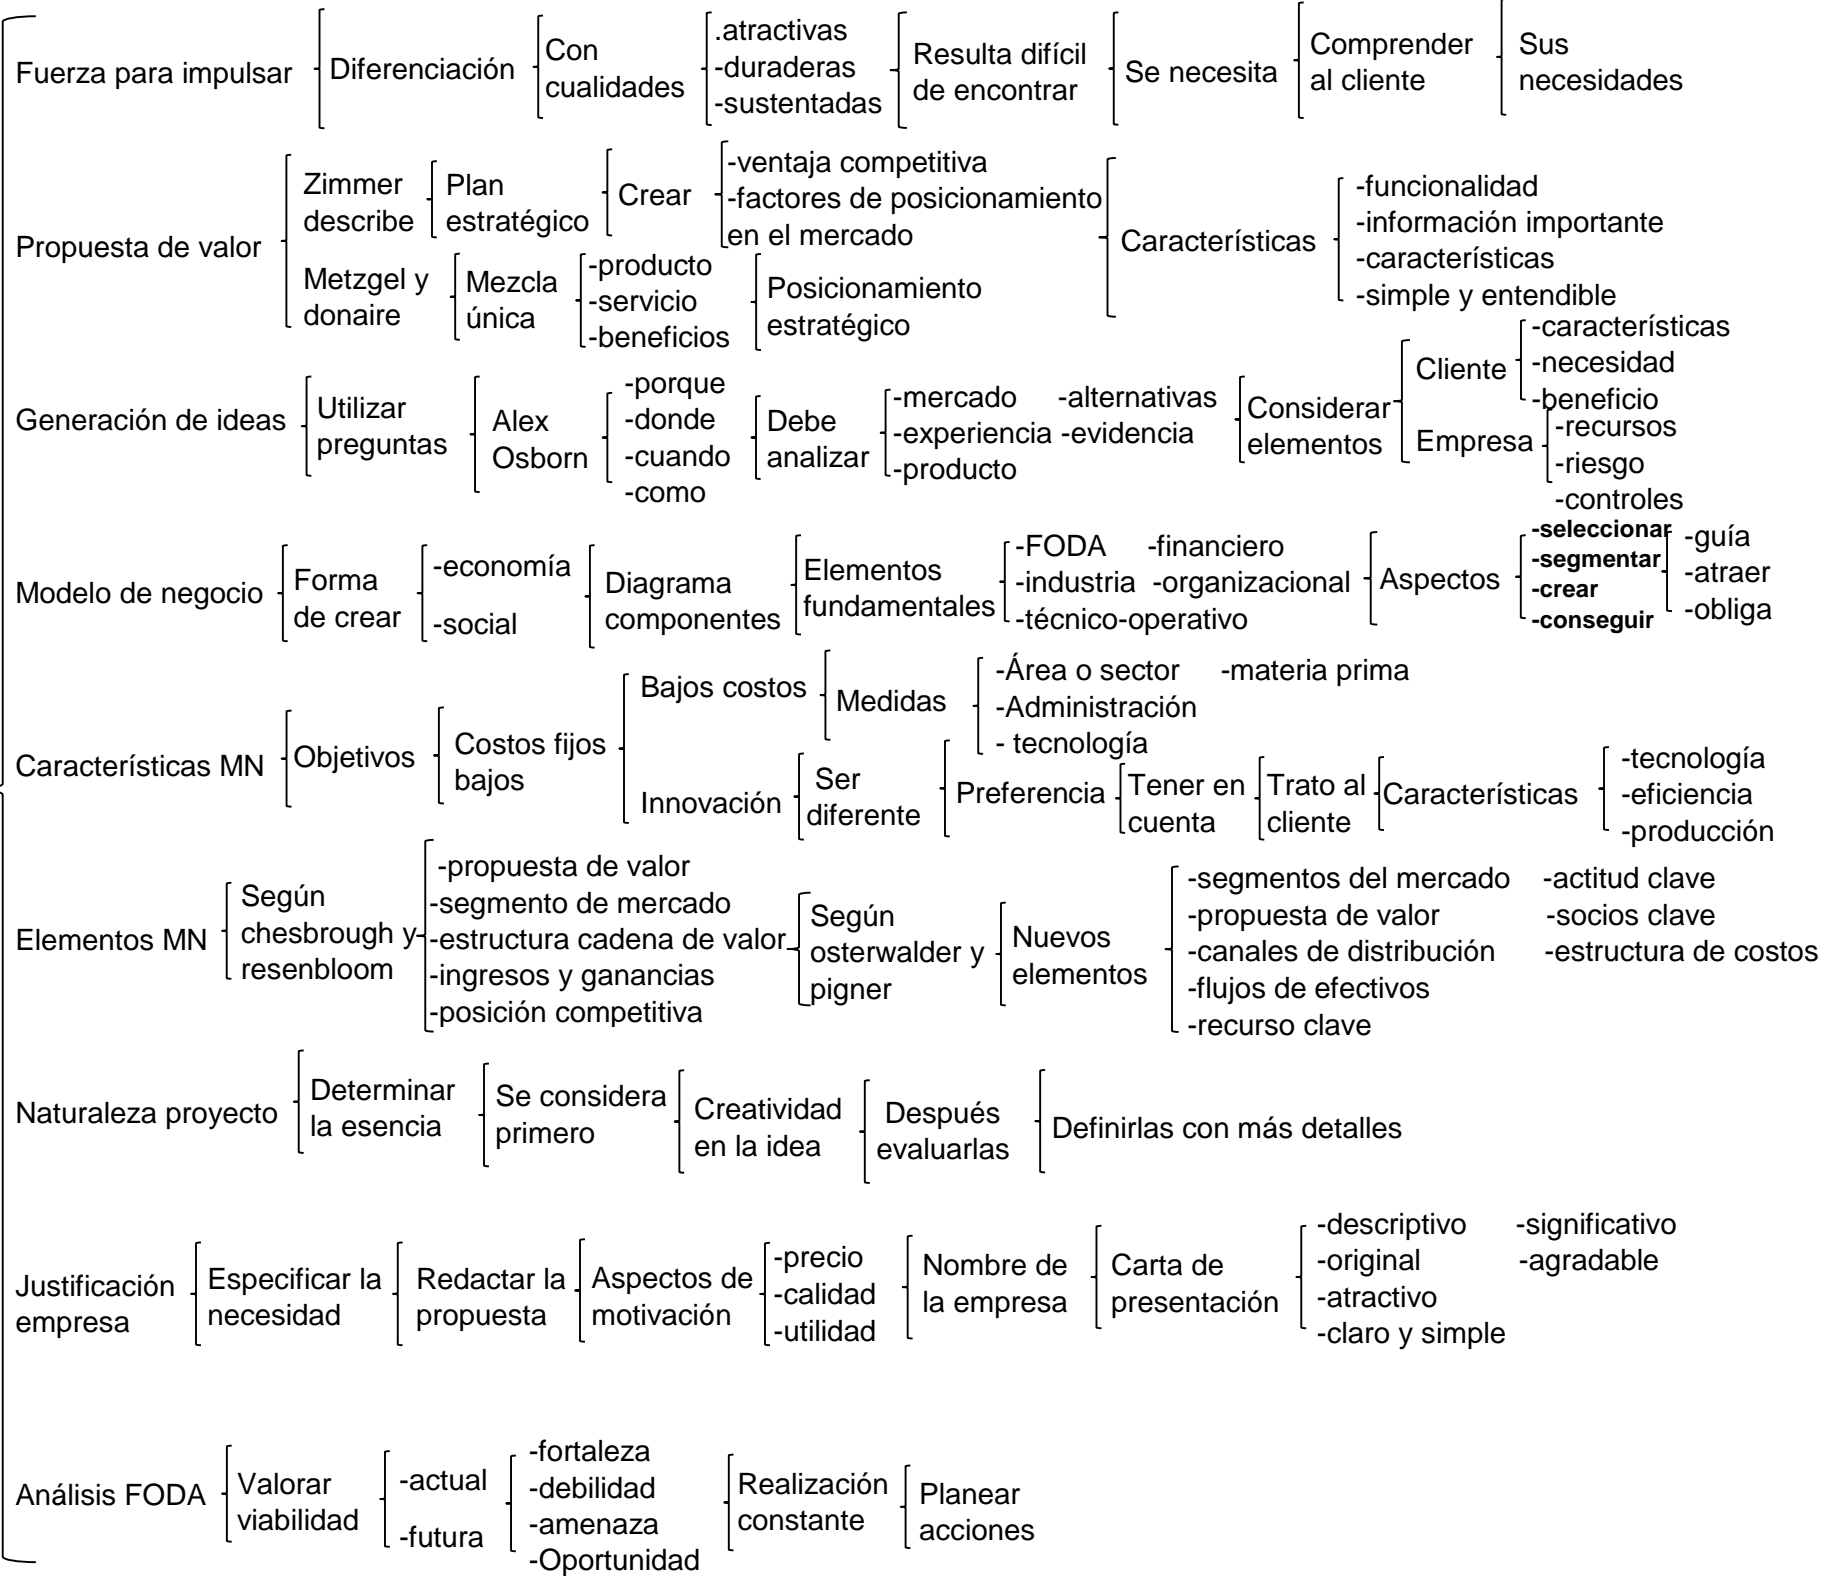 Fuerza para impulsar
Diferenciación
Con
cualidades
.atractivas
-duraderas
-sustentadas
Resulta difícil
de encontrar
Se necesita
Comprender
al cliente
Sus
necesidades
Propuesta de valor
Zimmer
describe
Plan
estratégico
Crear
-ventaja competitiva
-factores de posicionamiento
en el mercado
Metzgel y
donaire
Mezcla
única
-producto
-servicio
-beneficios
Posicionamiento
estratégico
Características
-funcionalidad
-información importante
-características
-simple y entendible
Generación de ideas
Utilizar
preguntas
Alex
Osborn
-porque
-donde
-cuando
-como
Debe
analizar
-mercado
-experiencia
-producto
-alternativas
-evidencia
Considerar
elementos
Cliente
-características
-necesidad
-beneficio
Empresa
-recursos
-riesgo
-controles
Modelo de negocio
Forma
de crear
-economía
-social
Diagrama
componentes
Elementos
fundamentales
-FODA
-industria
-técnico-operativo
-financiero
-organizacional
Aspectos
-seleccionar
-segmentar
-crear
-conseguir
-guía
-atraer
-obliga
Características MN
Objetivos
Costos fijos
bajos
Bajos costos
Medidas
-Área o sector
-Administración
- tecnología
-materia prima
Innovación
Ser
diferente
Preferencia
Tener en
cuenta
Trato al
cliente
Características
-tecnología
-eficiencia
-producción
Elementos MN
Según
chesbrough y
resenbloom
-propuesta de valor
-segmento de mercado
-estructura cadena de valor
-ingresos y ganancias
-posición competitiva
Según
osterwalder y
pigner
Nuevos
elementos
-segmentos del mercado
-propuesta de valor
-canales de distribución
-flujos de efectivos
-recurso clave
-actitud clave
-socios clave
-estructura de costos
Naturaleza proyecto
Determinar
la esencia
Se considera
primero
Creatividad
en la idea
Después
evaluarlas
Definirlas con más detalles
Justificación
empresa
Especificar la
necesidad
Redactar la
propuesta
Aspectos de
motivación
-precio
-calidad
-utilidad
Nombre de
la empresa
Carta de
presentación
-descriptivo
-original
-atractivo
-claro y simple
-significativo
-agradable
Análisis FODA
Valorar
viabilidad
-actual
-futura
-fortaleza
-debilidad
-amenaza
-Oportunidad
Realización
constante
Planear
acciones